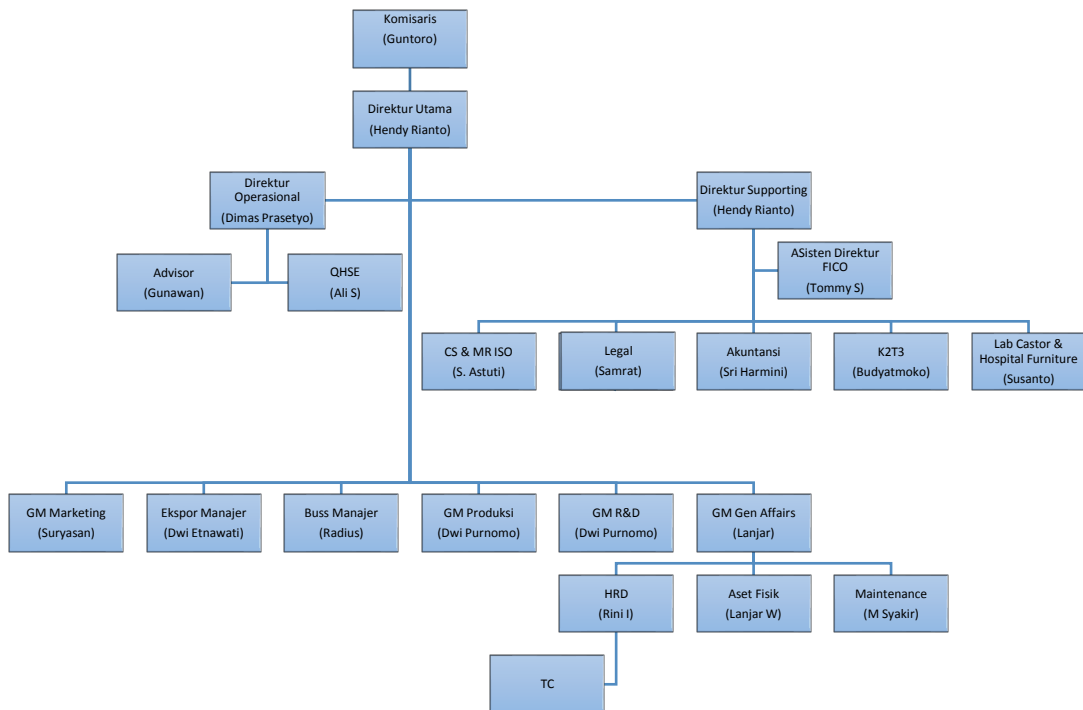 Komisaris
(Guntoro)
Direktur Utama
(Hendy Rianto)
Direktur
Operasional
(Dimas Prasetyo)
Direktur Supporting
(Hendy Rianto)
Advisor
(Gunawan)
QHSE
(Ali S)
ASisten Direktur
FICO
(Tommy S)
CS & MR ISO
(S. Astuti)
Legal
(Samrat)
Akuntansi
(Sri Harmini)
K2T3
(Budyatmoko)
Lab Castor &
Hospital Furniture
(Susanto)
GM Marketing
(Suryasan)
Ekspor Manajer
(Dwi Etnawati)
Buss Manajer
(Radius)
GM Produksi
(Dwi Purnomo)
GM R&D
(Dwi Purnomo)
GM Gen Affairs
(Lanjar)
HRD
(Rini I)
Aset Fisik
(Lanjar W)
Maintenance
(M Syakir)
TC